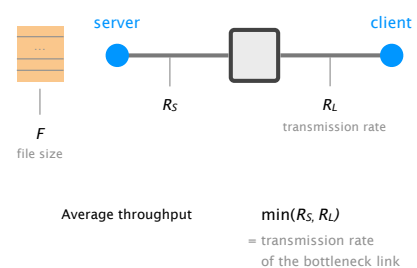 server
client
...
R_S
R_L
transmission rate
F
file size
Average throughput
min(R_S, R_L)
= transmission rate
of the bottleneck link